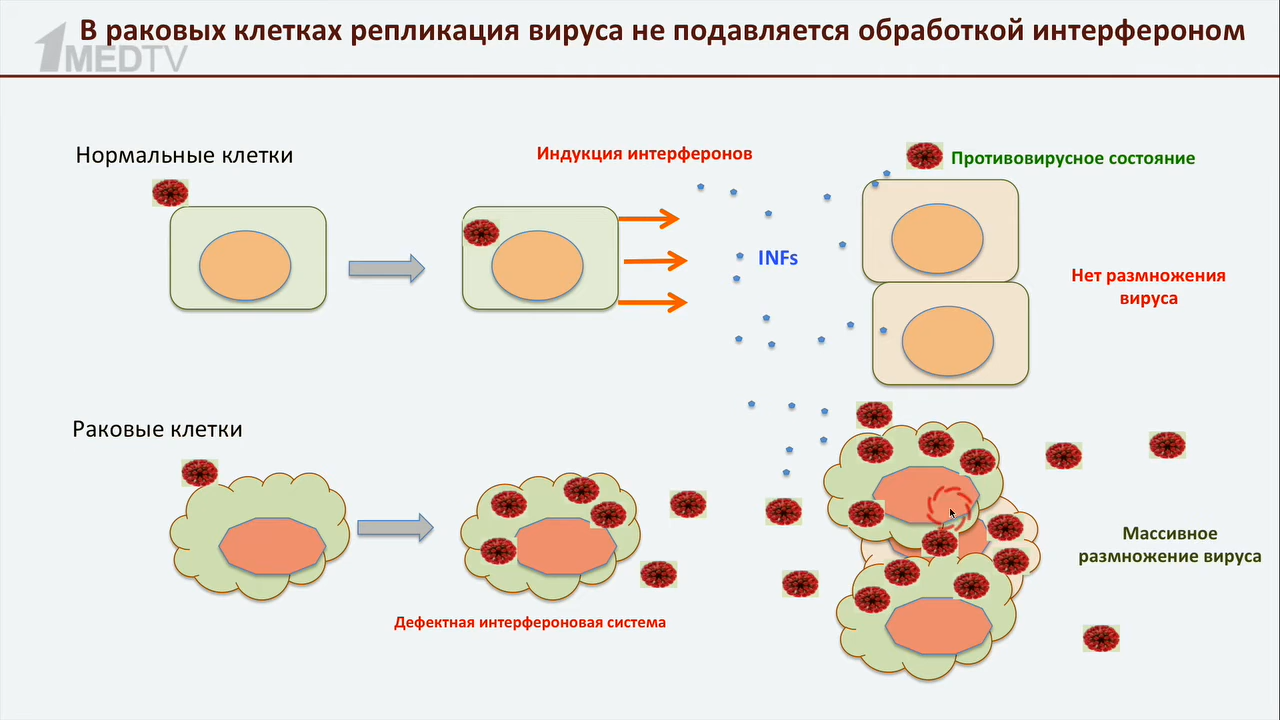 В раковых клетках репликация вируса не подавляется обработкой интерфероном
1MEDTV
Нормальные клетки
Индукция интерферонов
Противовирусное состояние
INFs
Нет размножения
вируса
Раковые клетки
Массивное
размножение вируса
Дефектная интерфероновая система